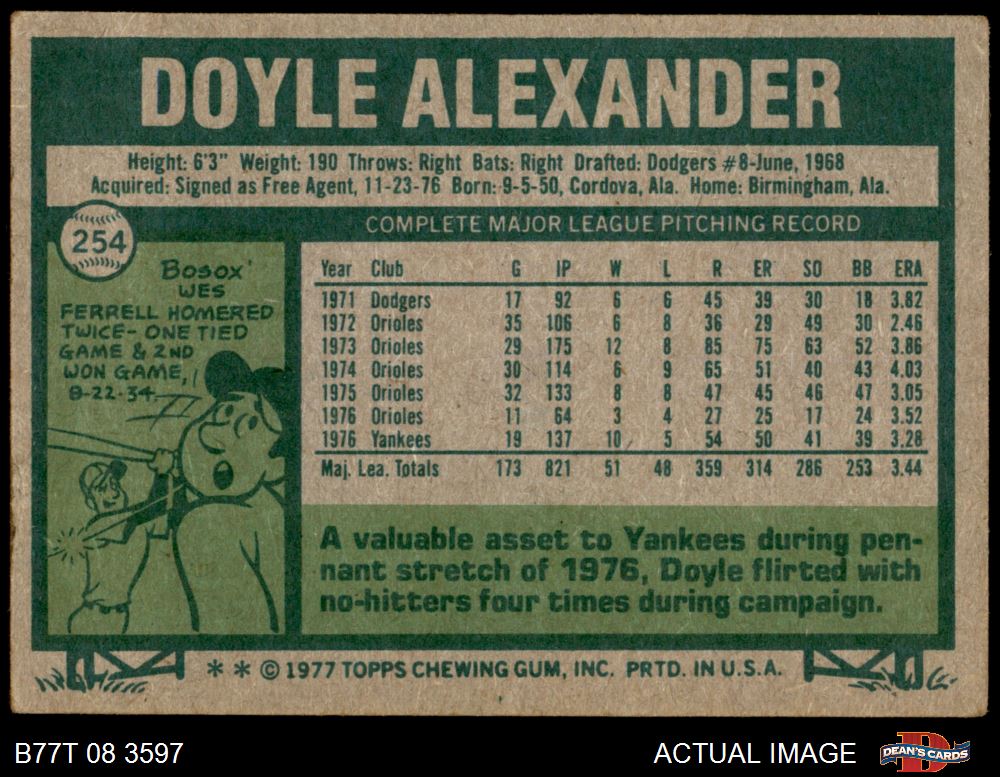 DOYLE ALEXANDER
Height: 6'3" Weight: 190 Throws: Right Bats: Right Drafted: Dodgers #8-June, 1968
Acquired: Signed as Free Agent, 11-23-76 Born: 9-5-50, Cordova, Ala. Home: Birmingham, Ala.
COMPLETE MAJOR LEAGUE PITCHING RECORD
254
BOSOX'
WES
FERRELL HOMERED
TWICE- ONE TIED
GAME & 2ND
WON GAME,
8-22-34
Year Club G IP W L R ER SO BB ERA
1971 Dodgers 17 92 6 6 45 39 30 18 3.82
1972 Orioles 35 106 6 8 36 29 49 30 2.46
1973 Orioles 29 175 12 8 85 75 63 52 3.86
1974 Orioles 30 114 6 9 65 51 40 43 4.03
1975 Orioles 32 133 8 8 47 45 46 47 3.05
1976 Orioles 11 64 3 4 27 25 17 24 3.52
1976 Yankees 19 137 10 5 54 50 41 39 3.28
Maj. Lea. Totals 173 821 51 48 359 314 286 253 3.44
A valuable asset to Yankees during pen-
nant stretch of 1976, Doyle flirted with
no-hitters four times during campaign.
** © 1977 TOPPS CHEWING GUM, INC. PRTD. IN U.S.A.
B77T 08 3597
ACTUAL IMAGE
DEAN'S CARDS